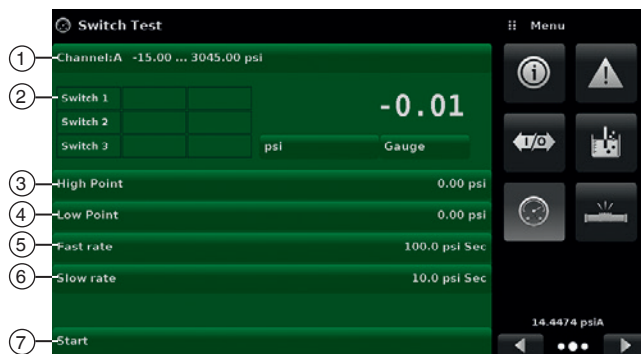 Switch Test
Menu
1 Channel:A -15.00 ... 3045.00 psi
2 Switch 1
-0.01
Switch 2
Switch 3 psi Gauge
I/O
3 High Point 0.00 psi
4 Low Point 0.00 psi
5 Fast rate 100.0 psi Sec
6 Slow rate 10.0 psi Sec
14.4474 psiA
7 Start